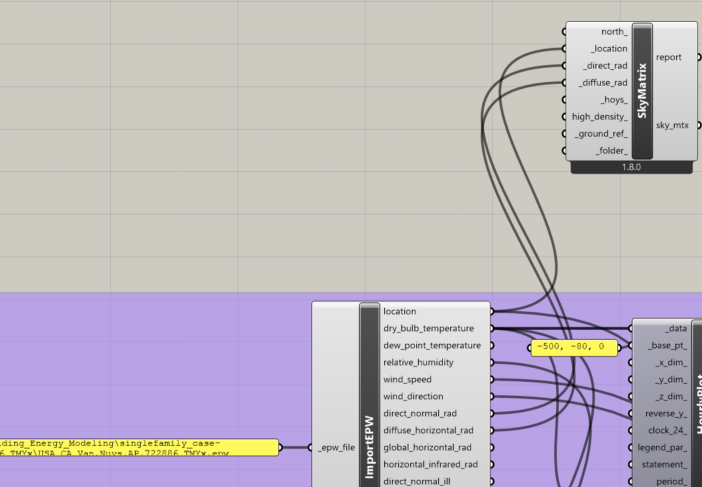 north_
_location
_direct_rad
_diffuse_rad
_hoys_
high_density_
_ground_ref_
_folder_
SkyMatrix
report
sky_mtx
1.8.0
_epw_file
ImportEPW
location
dry_bulb_temperature
dew_point_temperature
relative_humidity
wind_speed
wind_direction
direct_normal_rad
diffuse_horizontal_rad
global_horizontal_rad
horizontal_infrared_rad
direct_normal_ill
-500, -80, 0
_data
_base_pt_
_x_dim_
_y_dim_
_z_dim_
reverse_y_
clock_24_
legend_par_
statement_
period_
HourlyPlot
ding_Energy_Modeling\singlefamily_case-
6_TMYx\USA_CA_Van.Nuys.AP.722886_TMYx.epw